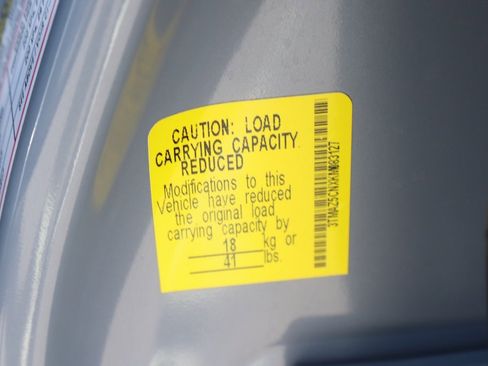 CAUTION: LOAD
CARRYING CAPACITY
REDUCED
Modifications to this
Vehicle have reduced
the original load
carrying capacity by
18 kg or
41 lbs.
3TMAZ5CNXKM083127